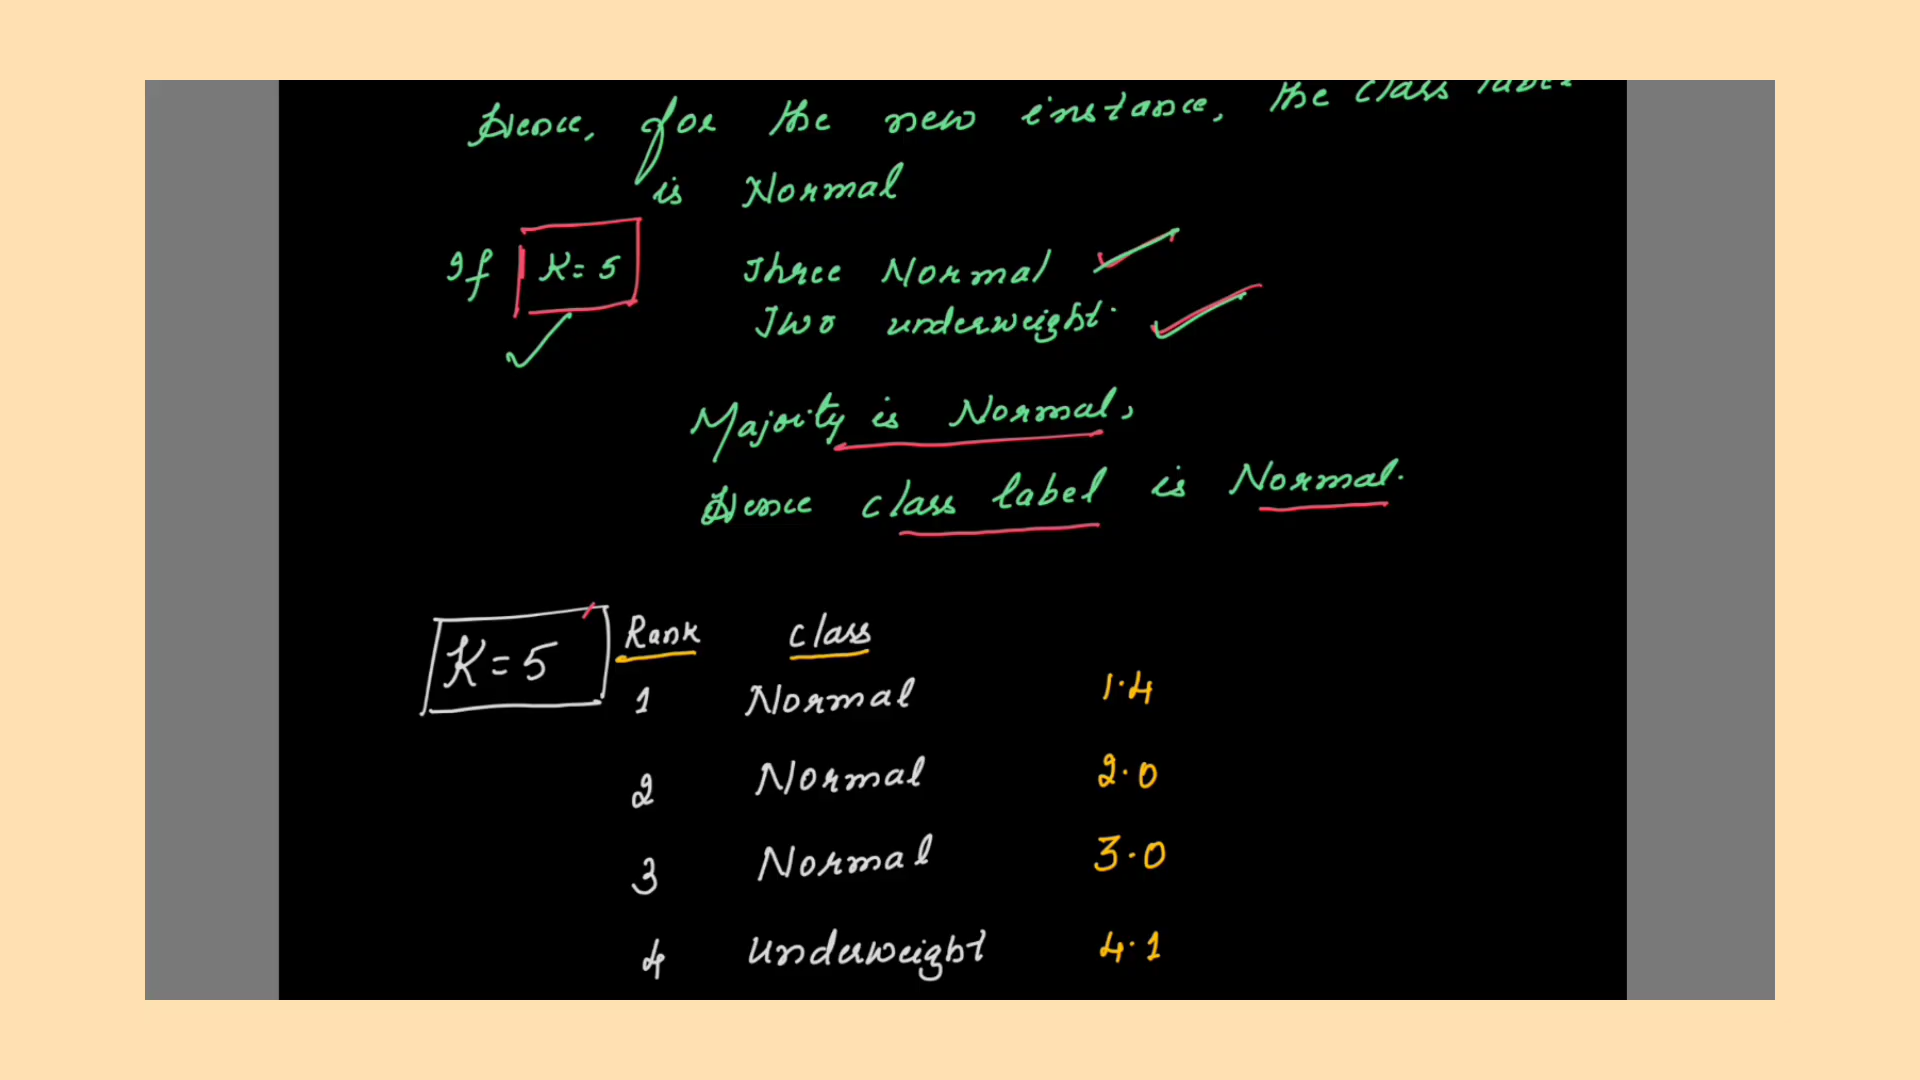 Hence, for the new instance, the class label
is Normal
If K=5 Three Normal
Two underweight.
Majority is Normal,
Hence class label is Normal.
K=5 Rank class
1 Normal 1.4
2 Normal 2.0
3 Normal 3.0
4 Underweight 4.1